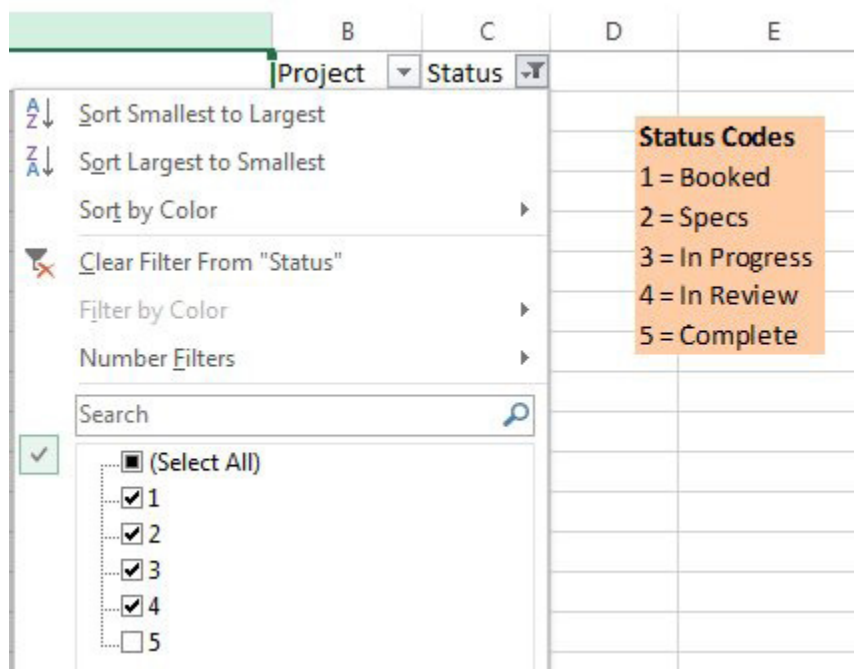 B C D E
Project Status
Sort Smallest to Largest
Sort Largest to Smallest
Sort by Color
Clear Filter From "Status"
Filter by Color
Number Filters
Search
(Select All)
1
2
3
4
5
Status Codes
1 = Booked
2 = Specs
3 = In Progress
4 = In Review
5 = Complete